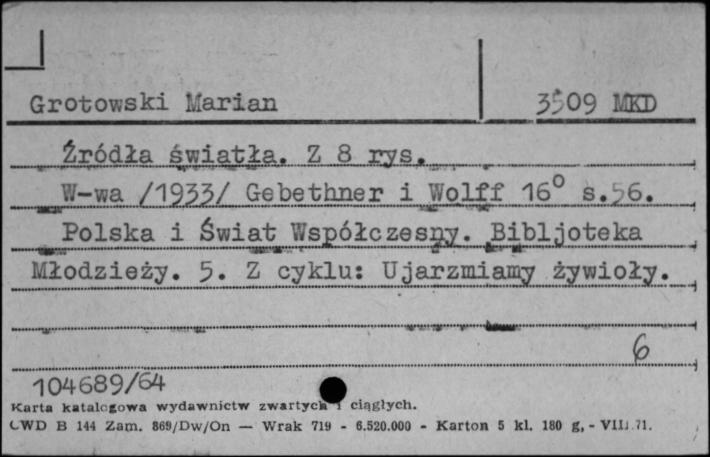 Grotowski Marian 3509 MKD
Źródła światła. Z 8 rys.
W-wa /1933/ Gebethner i Wolff 16° s.56.
Polska i Świat Współczesny. Bibljoteka
Młodzieży. 5. Z cyklu: Ujarzmiamy żywioły.
6
104689/64
Karta katalogowa wydawnictw zwartych i ciągłych.
CWD B 144 Zam. 869/Dw/On — Wrak 719 - 6.520.000 - Karton 5 kl. 180 g, - VIII.71.